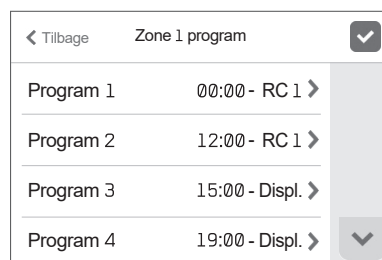 Tilbage Zone 1 program
Program 1 00:00 - RC 1
Program 2 12:00 - RC 1
Program 3 15:00 - Displ.
Program 4 19:00 - Displ.